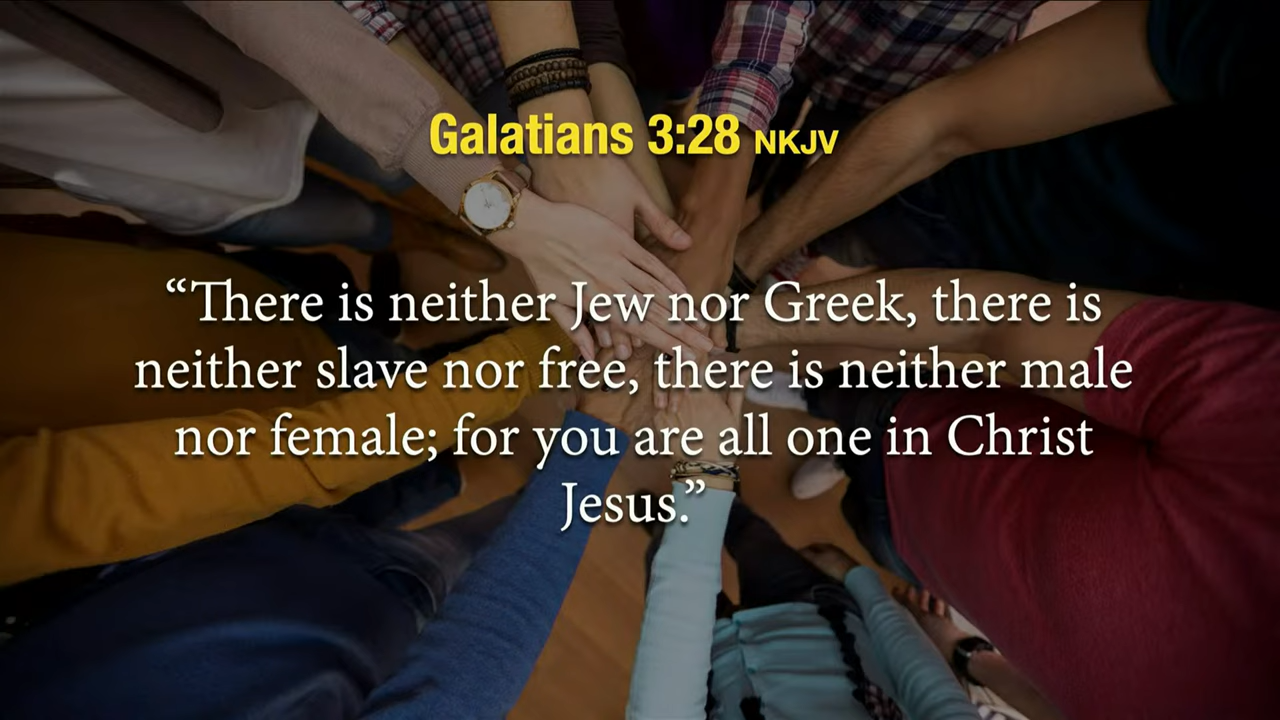 Galatians 3:28 NKJV
“There is neither Jew nor Greek, there is
neither slave nor free, there is neither male
nor female; for you are all one in Christ
Jesus.”